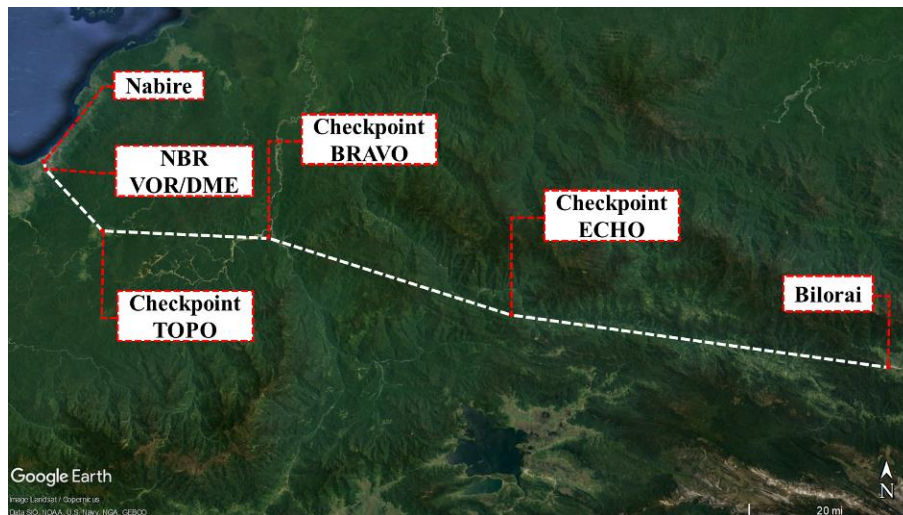 Nabire
NBR
VOR/DME
Checkpoint
BRAVO
Checkpoint
ECHO
Bilorai
Checkpoint
TOPO
Google Earth
Image Landsat / Copernicus
Data SIO, NOAA, U.S. Navy, NGA, GEBCO
20 mi
N